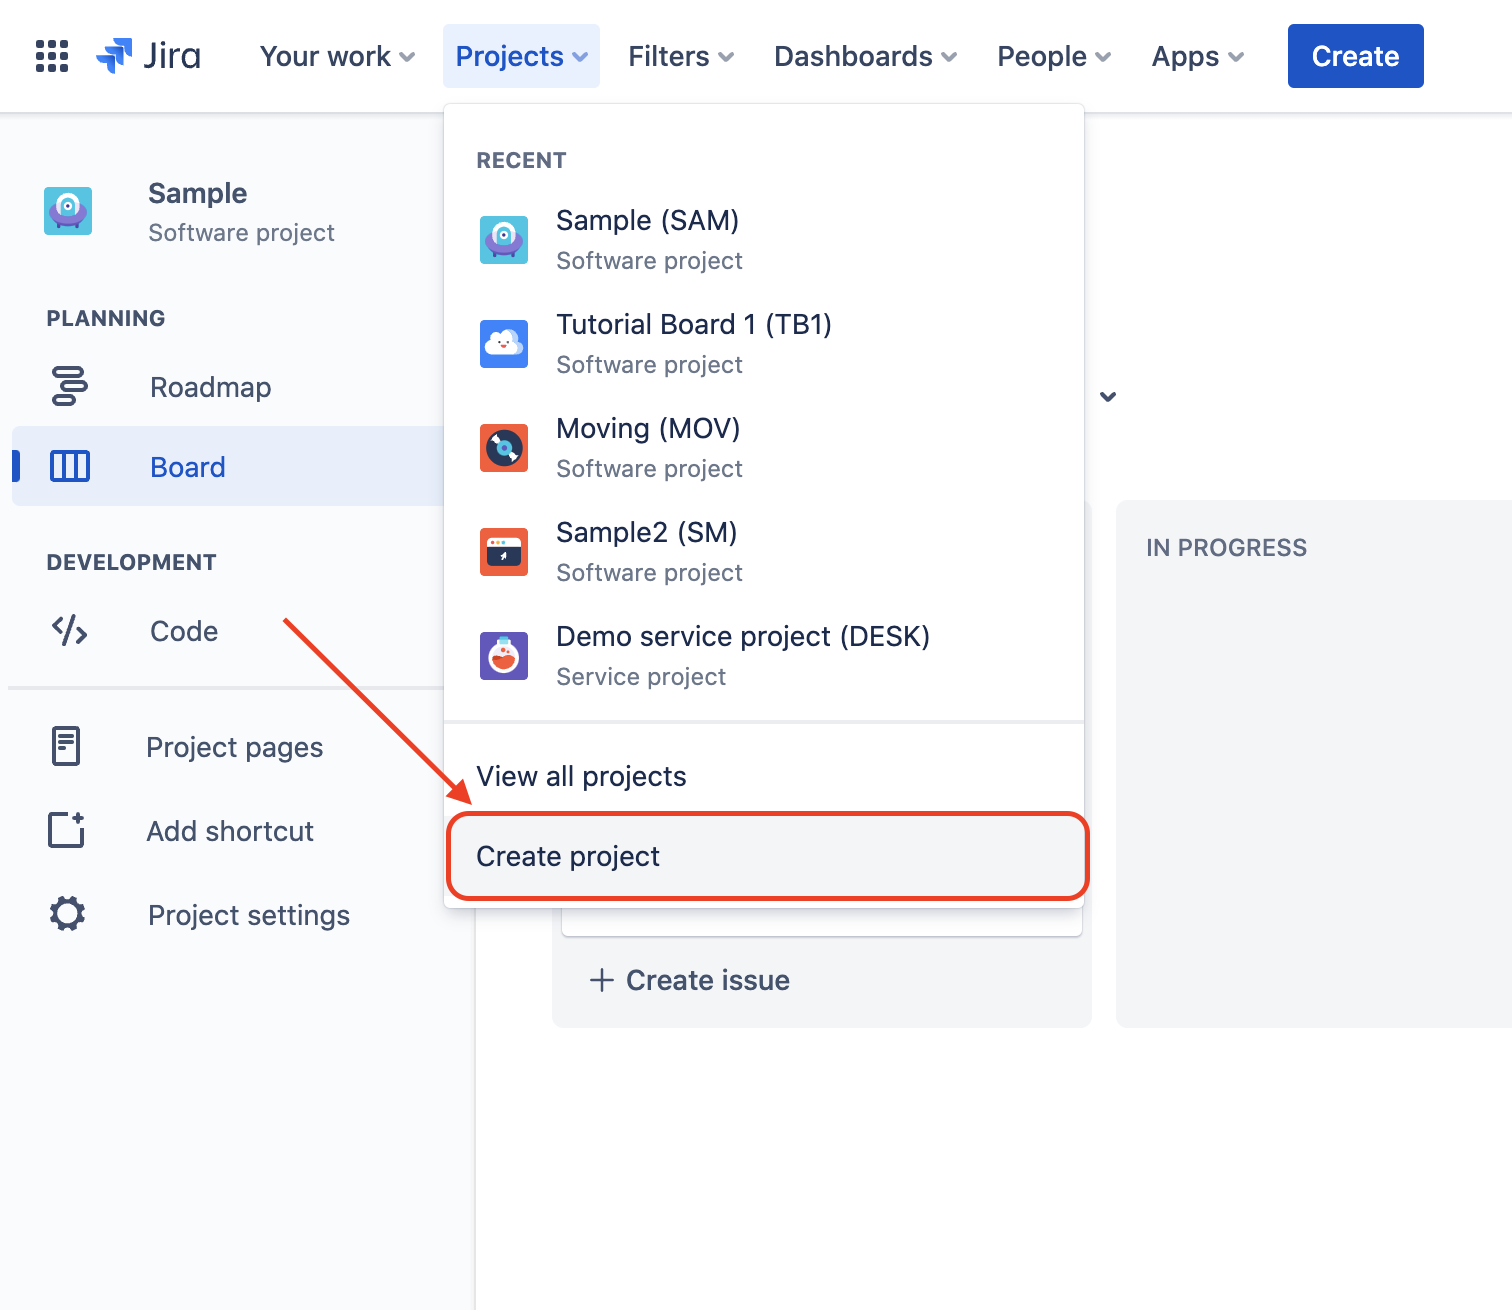 Jira
Your work
Projects
Filters
Dashboards
People
Apps
Create
Sample
Software project
PLANNING
Roadmap
Board
DEVELOPMENT
Code
Project pages
Add shortcut
Project settings
RECENT
Sample (SAM)
Software project
Tutorial Board 1 (TB1)
Software project
Moving (MOV)
Software project
Sample2 (SM)
Software project
Demo service project (DESK)
Service project
View all projects
Create project
Create issue
IN PROGRESS